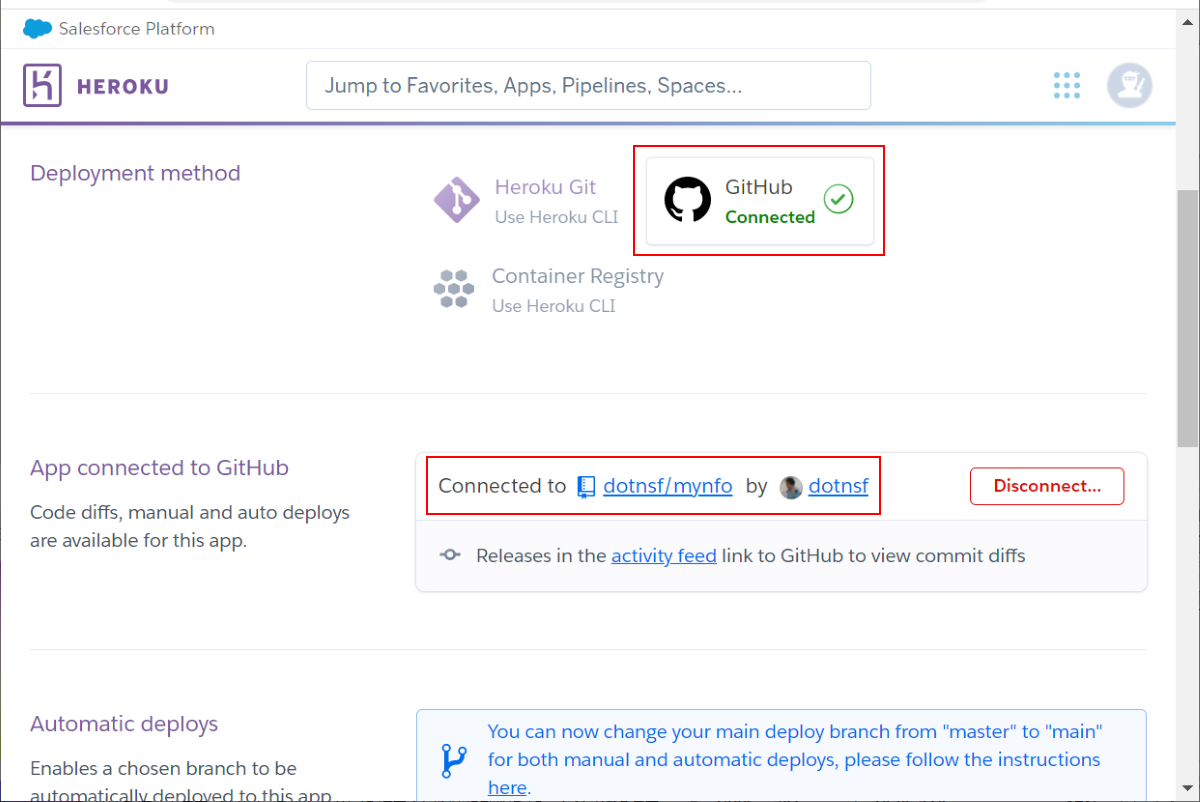 Salesforce Platform
HEROKU
Jump to Favorites, Apps, Pipelines, Spaces...
Deployment method
Heroku Git
Use Heroku CLI
GitHub
Connected
Container Registry
Use Heroku CLI
App connected to GitHub
Code diffs, manual and auto deploys
are available for this app.
Connected to dotnsf/mynfo by dotnsf
Disconnect...
Releases in the activity feed link to GitHub to view commit diffs
Automatic deploys
Enables a chosen branch to be
automatically deployed to this app
You can now change your main deploy branch from "master" to "main"
for both manual and automatic deploys, please follow the instructions
here.